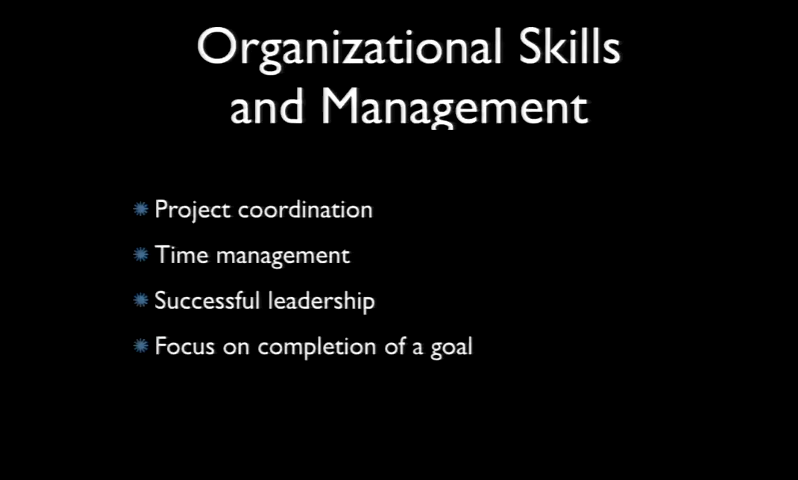 Organizational Skills
and Management
Project coordination
Time management
Successful leadership
Focus on completion of a goal